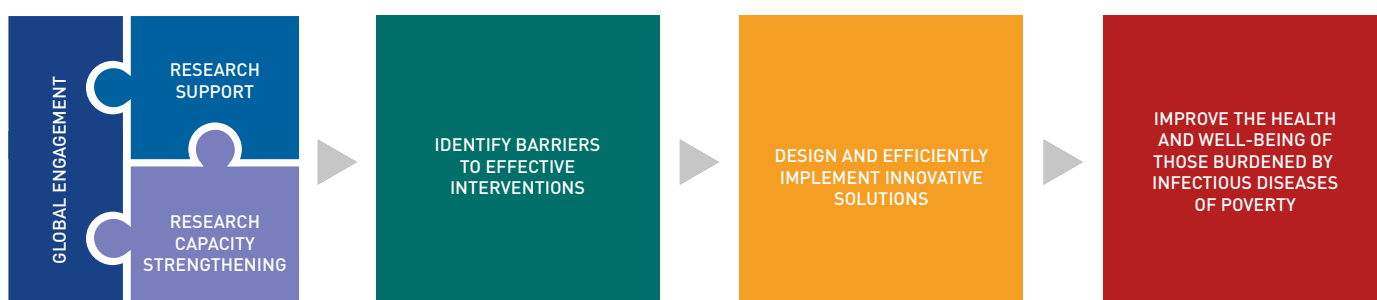 GLOBAL ENGAGEMENT
RESEARCH
SUPPORT
RESEARCH
CAPACITY
STRENGTHENING
IDENTIFY BARRIERS
TO EFFECTIVE
INTERVENTIONS
DESIGN AND EFFICIENTLY
IMPLEMENT INNOVATIVE
SOLUTIONS
IMPROVE THE HEALTH
AND WELL-BEING OF
THOSE BURDENED BY
INFECTIOUS DISEASES
OF POVERTY